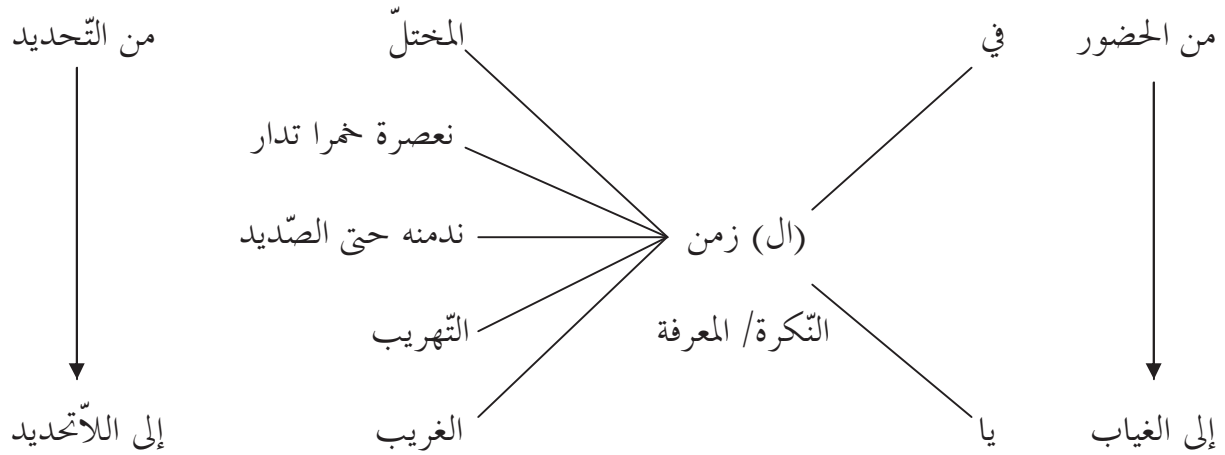 من الحضور
في
المختلّ
من التّحديد
نعصرة خمرا تدار
(ال) زمن
ندمنه حتى الصّديد
النّكرة/ المعرفة
التّهريب
إلى الغياب
يا
الغريب
إلى اللاّتحديد